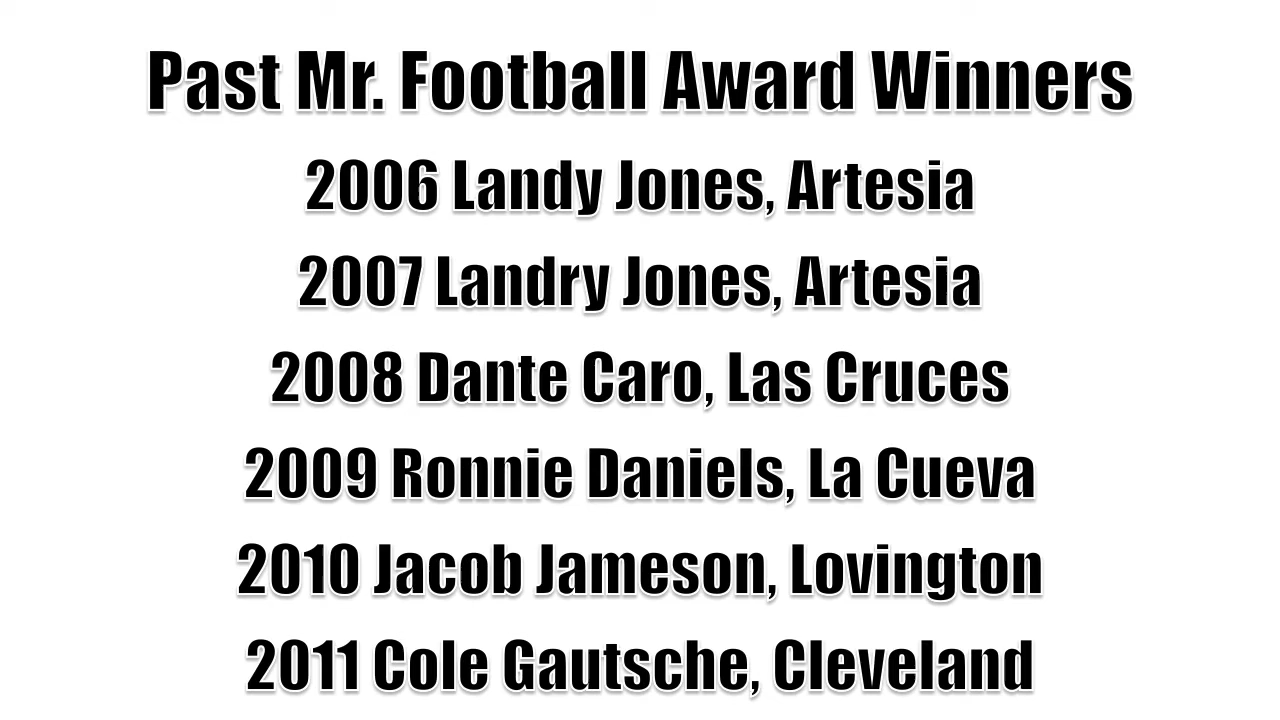 Past Mr. Football Award Winners
2006 Landy Jones, Artesia
2007 Landry Jones, Artesia
2008 Dante Caro, Las Cruces
2009 Ronnie Daniels, La Cueva
2010 Jacob Jameson, Lovington
2011 Cole Gautsche, Cleveland